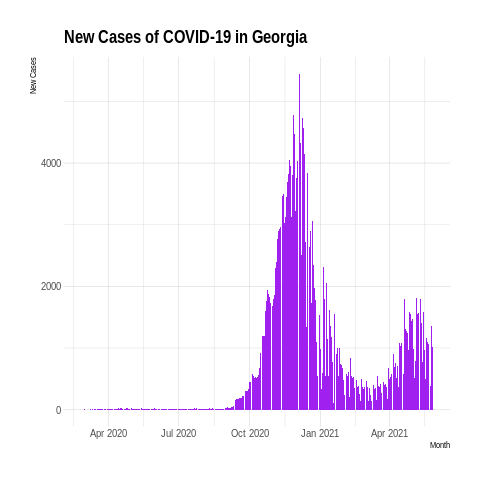 New Cases of COVID-19 in Georgia
New Cases
4000
2000
0
Apr 2020
Jul 2020
Oct 2020
Jan 2021
Apr 2021
Month